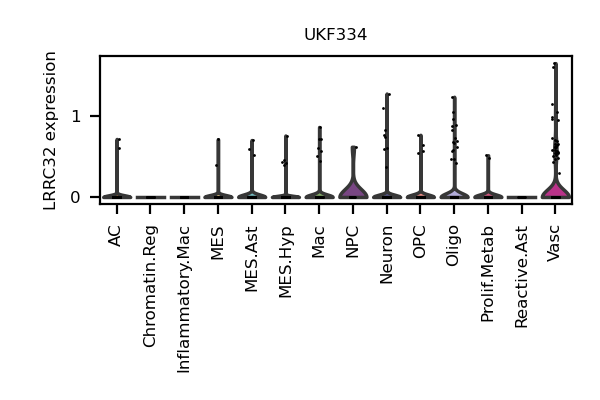 UKF334
LRRC32 expression
1
0
AC
Chromatin.Reg
Inflammatory.Mac
MES
MES.Ast
MES.Hyp
Mac
NPC
Neuron
OPC
Oligo
Prolif.Metab
Reactive.Ast
Vasc